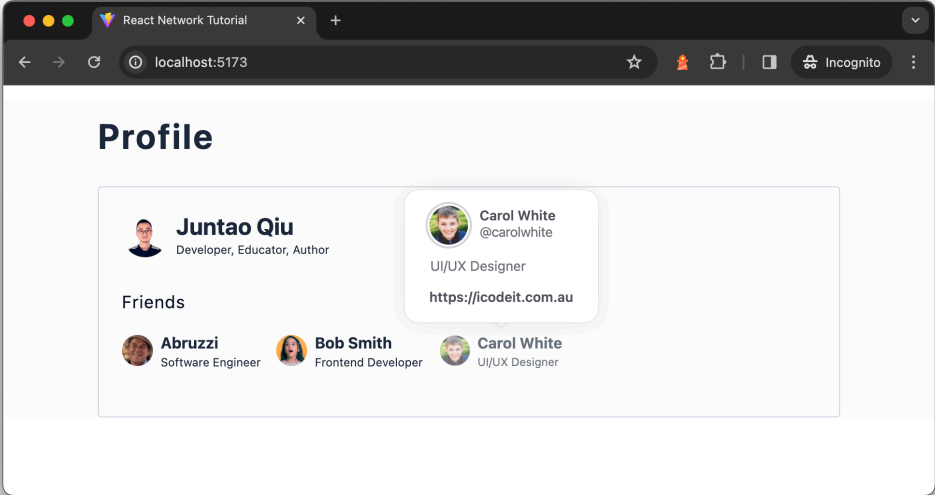 React Network Tutorial
localhost:5173
Incognito
Profile
Juntao Qiu
Developer, Educator, Author
Carol White
@carolwhite
UI/UX Designer
https://icodeit.com.au
Friends
Abruzzi
Software Engineer
Bob Smith
Frontend Developer
Carol White
UI/UX Designer